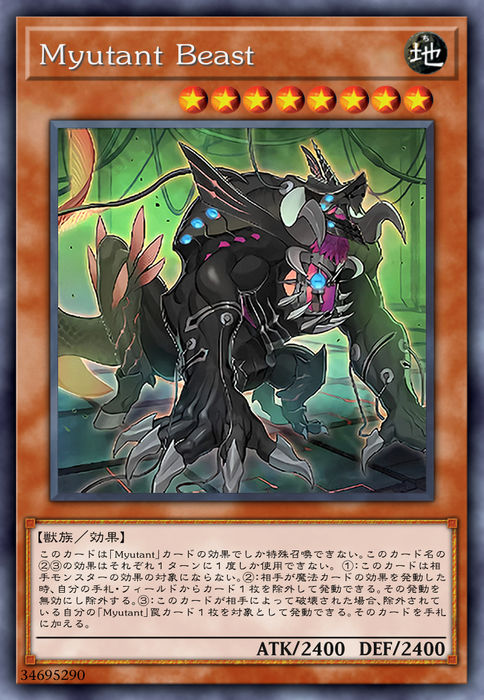 Myutant Beast
ち
地
【獣族／効果】
このカードは「Myutant」カードの効果でしか特殊召喚できない。このカード名の
②③の効果はそれぞれ１ターンに１度しか使用できない。 ①：このカードは相
手モンスターの効果の対象にならない。②：相手が魔法カードの効果を発動した
時、自分の手札・フィールドからカード１枚を除外して発動できる。その発動を
無効にし除外する。③：このカードが相手によって破壊された場合、除外されてい
る自分の「Myutant」罠カード１枚を対象として発動できる。そのカードを手札
に加える。
ATK/2400 DEF/2400
34695290